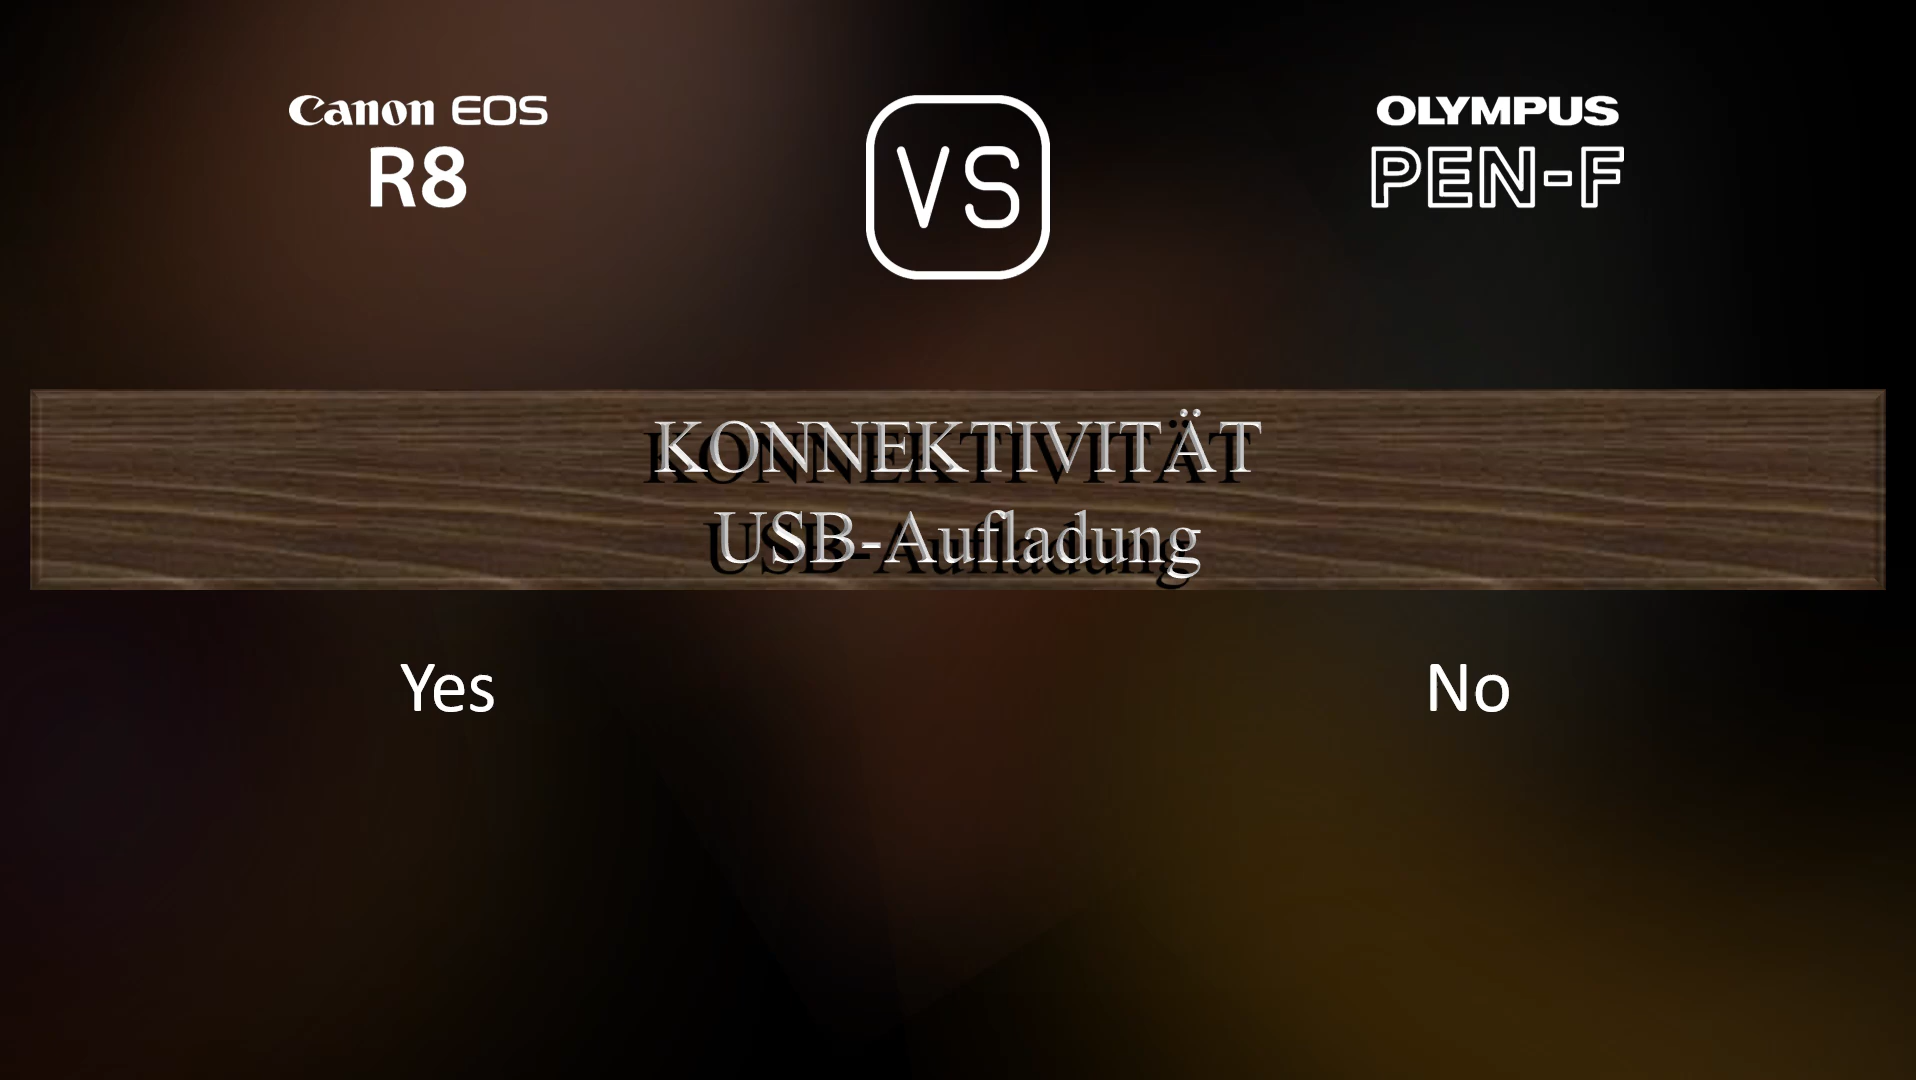 Canon EOS
R8
VS
OLYMPUS
PEN-F
KONNEKTIVITÄT
USB-Aufladung
Yes
No